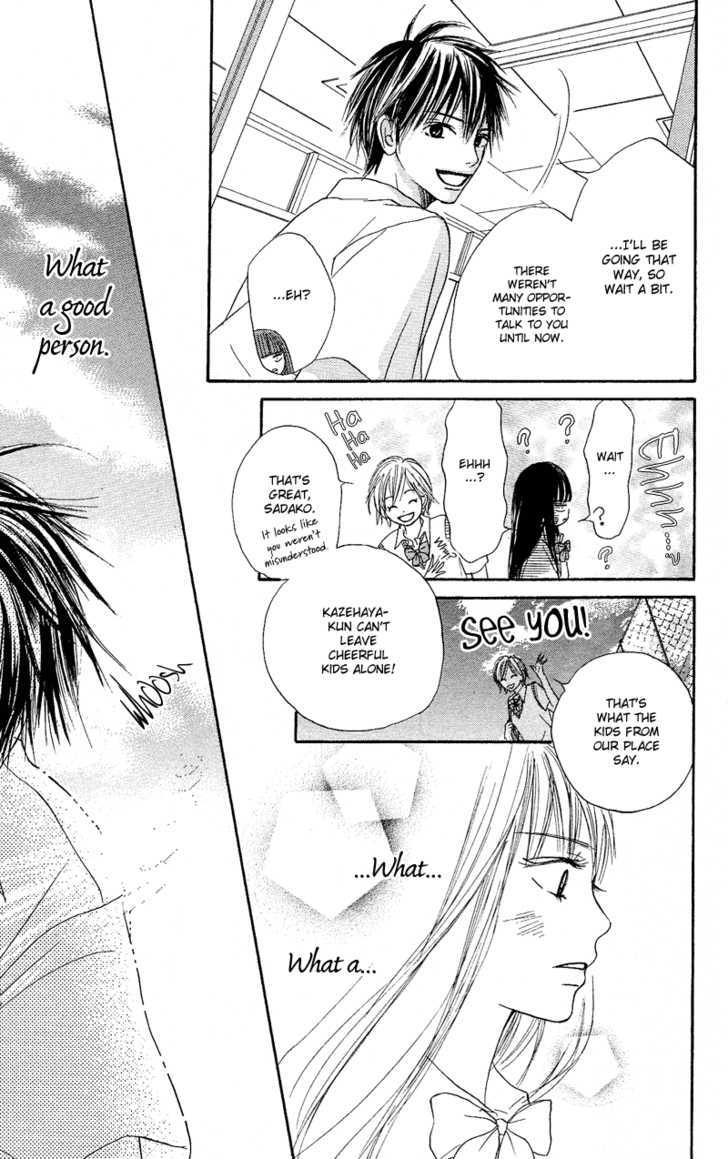 ...I'LL BE
GOING THAT
WAY, SO
WAIT A BIT.
THERE
WEREN'T
MANY OPPOR-
TUNITIES TO
TALK TO YOU
UNTIL NOW.
...EH?
Ehhh...?
WAIT
...
?
?
?
?
EHHH
...?
Ha
Ha
Ha
THAT'S
GREAT,
SADAKO.
It looks like
you weren't
misunderstood.
See you!
THAT'S
WHAT THE
KIDS FROM
OUR PLACE
SAY.
KAZEHAYA-
KUN CAN'T
LEAVE
CHEERFUL
KIDS ALONE!
...What...
What a...
What
a good
person.
whoosh